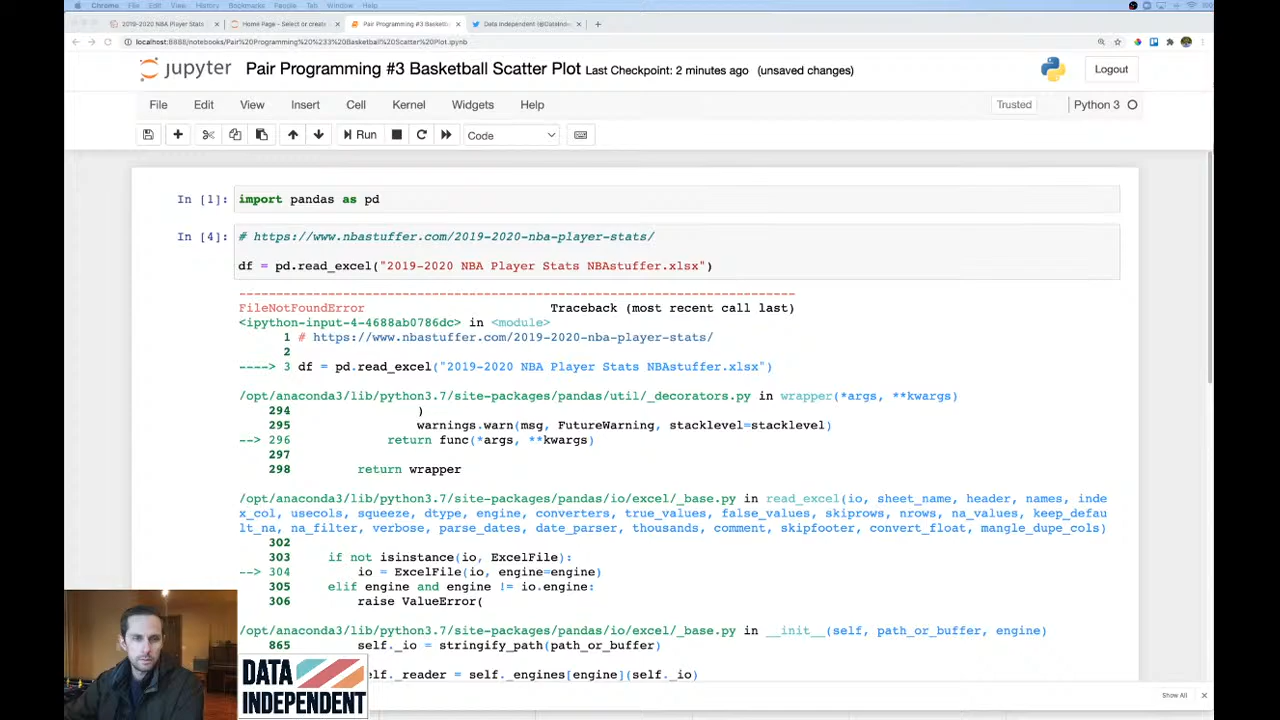 Chrome File Edit View History Bookmarks People Tab Window Help
2019-2020 NBA Player Stats
Home Page - Select or create
Pair Programming #3 Basketb
Data Independent (@DataInde
localhost:8888/notebooks/Pair%20Programming%20%233%20Basketball%20Scatter%20Plot.ipynb
jupyter Pair Programming #3 Basketball Scatter Plot Last Checkpoint: 2 minutes ago (unsaved changes)
Logout
File Edit View Insert Cell Kernel Widgets Help
Trusted Python 3
Run Code
In [1]: import pandas as pd
In [4]: # https://www.nbastuffer.com/2019-2020-nba-player-stats/
df = pd.read_excel("2019-2020 NBA Player Stats NBAstuffer.xlsx")
---------------------------------------------------------------------------
FileNotFoundError Traceback (most recent call last)
<ipython-input-4-4688ab0786dc> in <module>
1 # https://www.nbastuffer.com/2019-2020-nba-player-stats/
2
----> 3 df = pd.read_excel("2019-2020 NBA Player Stats NBAstuffer.xlsx")
/opt/anaconda3/lib/python3.7/site-packages/pandas/util/_decorators.py in wrapper(*args, **kwargs)
294 )
295 warnings.warn(msg, FutureWarning, stacklevel=stacklevel)
--> 296 return func(*args, **kwargs)
297
298 return wrapper
/opt/anaconda3/lib/python3.7/site-packages/pandas/io/excel/_base.py in read_excel(io, sheet_name, header, names, inde
x_col, usecols, squeeze, dtype, engine, converters, true_values, false_values, skiprows, nrows, na_values, keep_defau
lt_na, na_filter, verbose, parse_dates, date_parser, thousands, comment, skipfooter, convert_float, mangle_dupe_cols)
302
303 if not isinstance(io, ExcelFile):
--> 304 io = ExcelFile(io, engine=engine)
305 elif engine and engine != io.engine:
306 raise ValueError(
/opt/anaconda3/lib/python3.7/site-packages/pandas/io/excel/_base.py in __init__(self, path_or_buffer, engine)
865 self._io = stringify_path(path_or_buffer)
self._reader = self._engines[engine](self._io)
DATA
INDEPENDENT
Show All